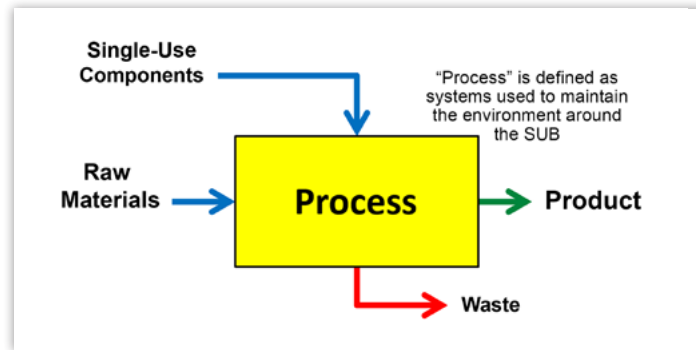 Single-Use
Components
“Process” is defined as
systems used to maintain
the environment around
the SUB
Raw
Materials
Process
Product
Waste